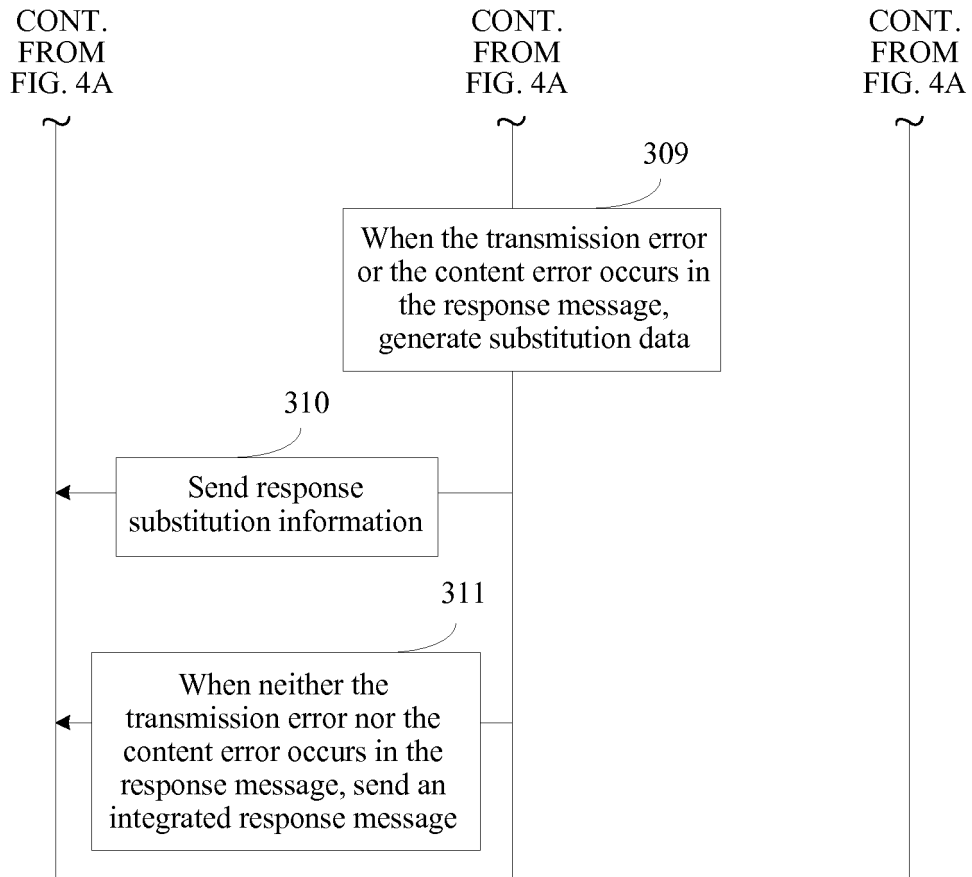 CONT.
FROM
FIG. 4A
CONT.
FROM
FIG. 4A
CONT.
FROM
FIG. 4A
309
When the transmission error
or the content error occurs in
the response message,
generate substitution data
310
Send response
substitution information
311
When neither the
transmission error nor the
content error occurs in the
response message, send an
integrated response message